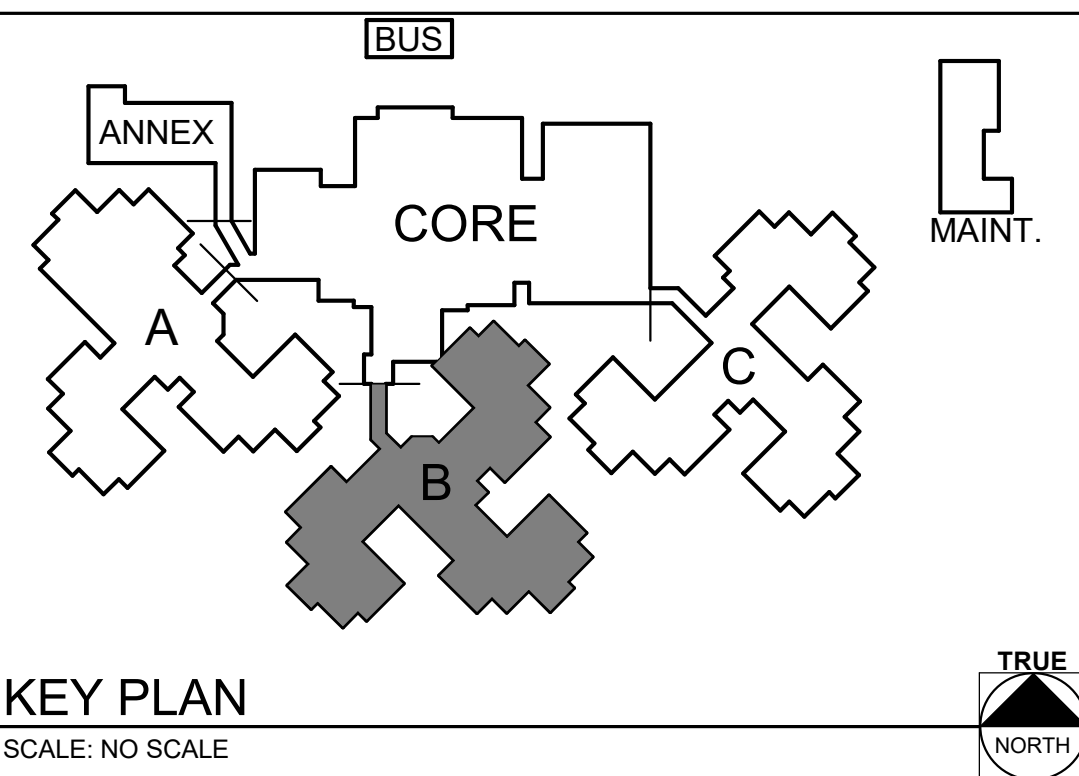 BUS
ANNEX
CORE
MAINT.
A
C
B
TRUE
KEY PLAN
NORTH
SCALE: NO SCALE